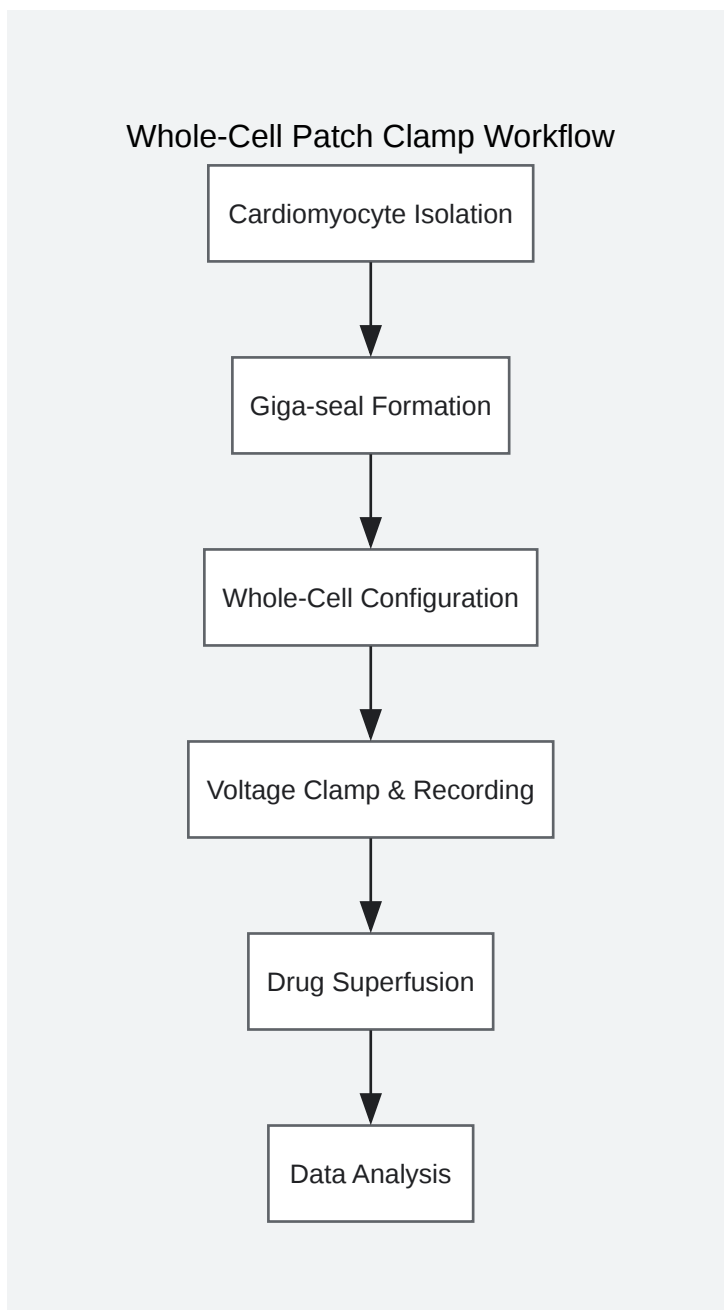 Whole-Cell Patch Clamp Workflow
Cardiomyocyte Isolation
Giga-seal Formation
Whole-Cell Configuration
Voltage Clamp & Recording
Drug Superfusion
Data Analysis